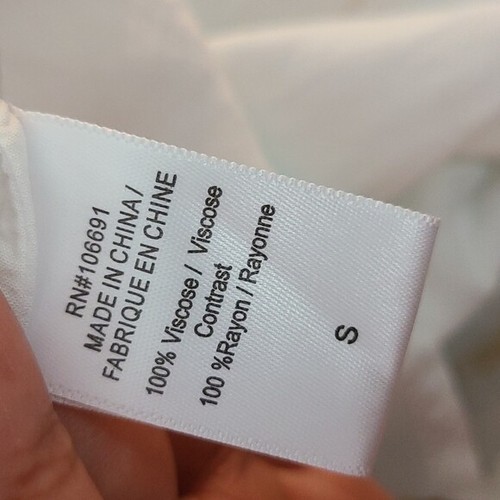 RN#106691
MADE IN CHINA/
FABRIQUE EN CHINE
100% Viscose / Viscose
Contrast
100 %Rayon / Rayonne
S